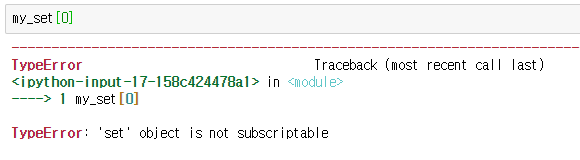 my_set[0]
---------------------------------------------------------------------------
TypeError                                 Traceback (most recent call last)
<ipython-input-17-158c424478a1> in <module>
----> 1 my_set[0]

TypeError: 'set' object is not subscriptable